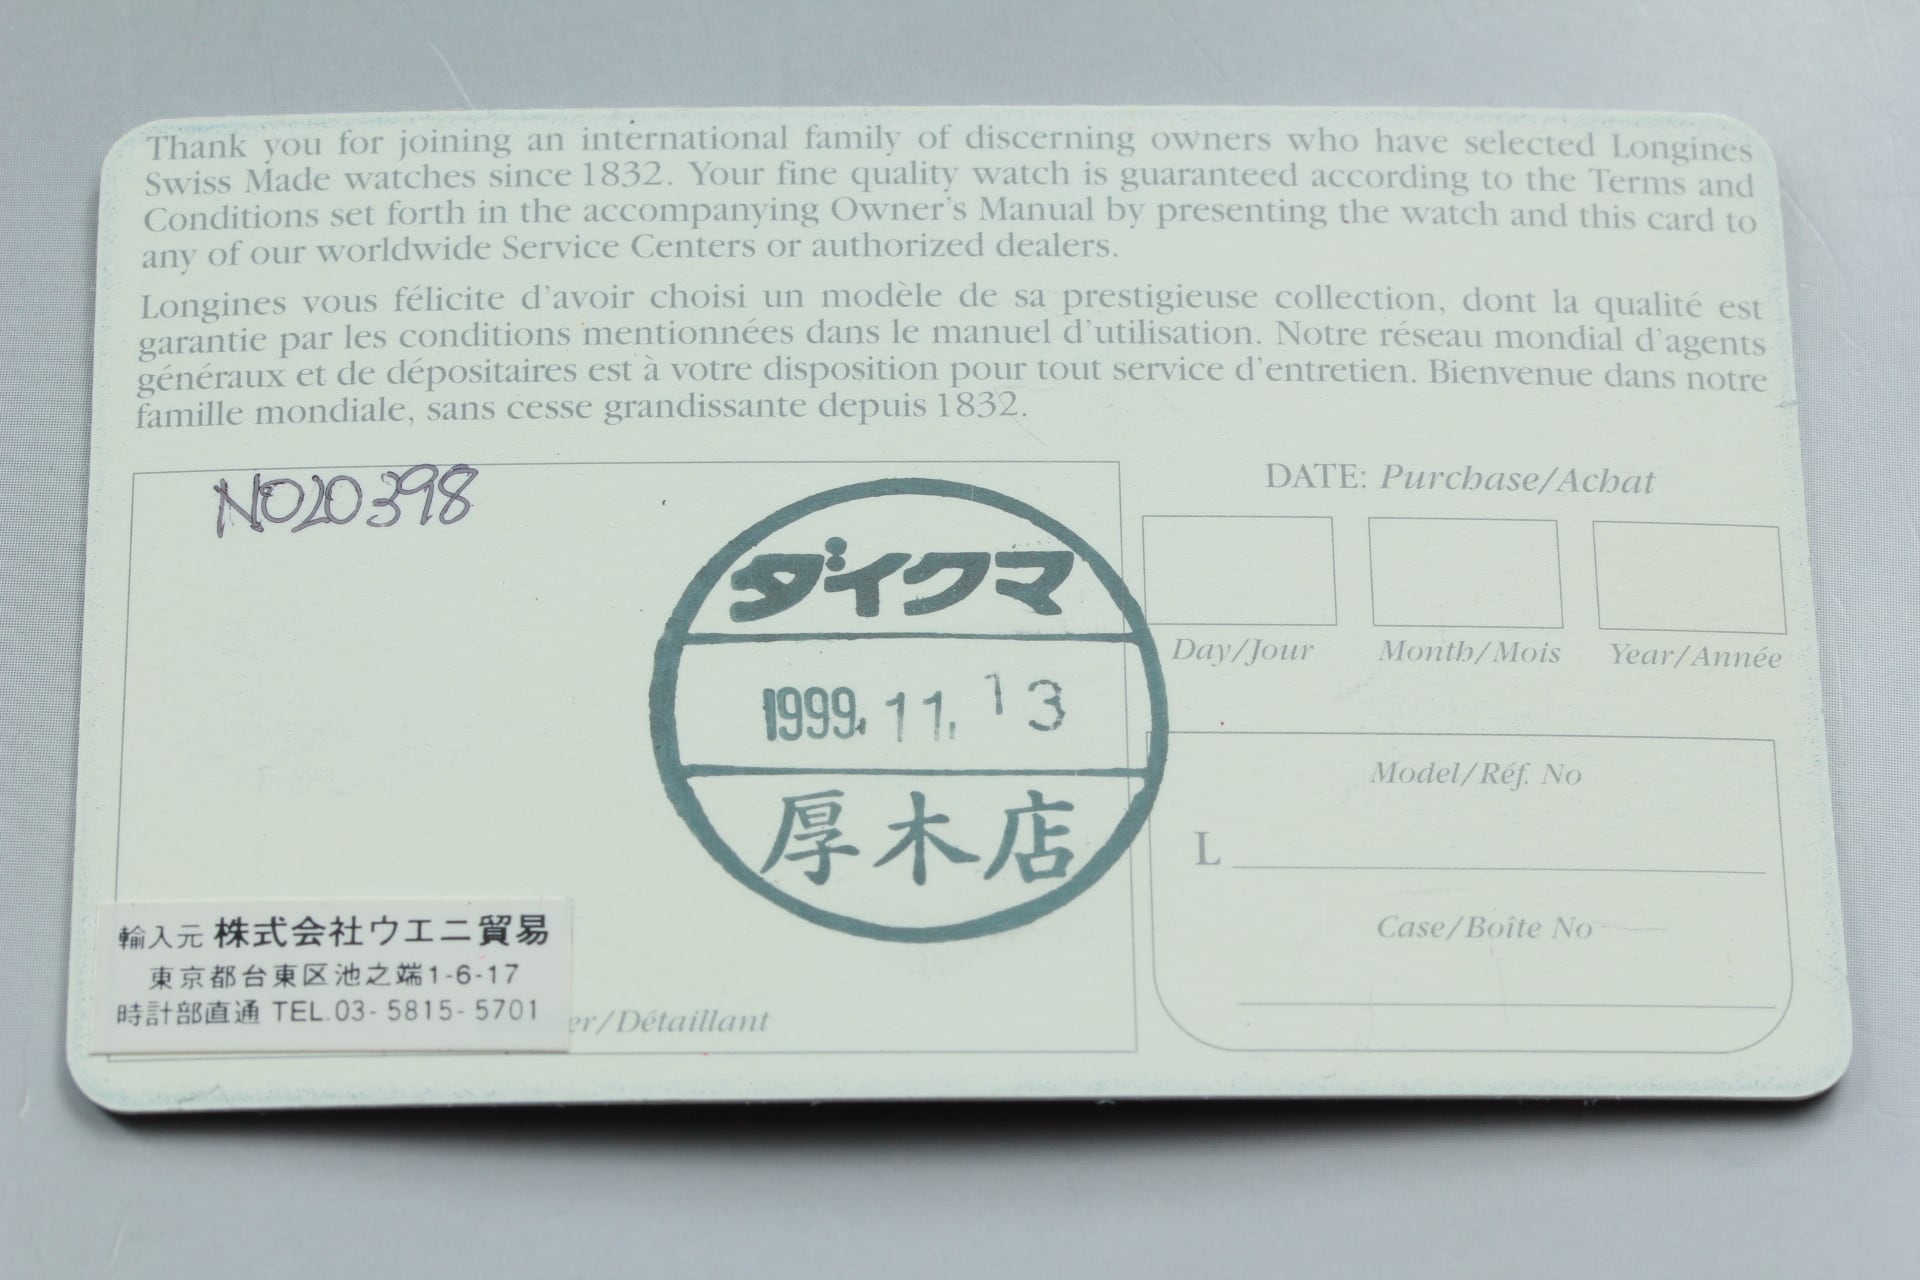 Thank you for joining an international family of discerning owners who have selected Longines
Swiss Made watches since 1832. Your fine quality watch is guaranteed according to the Terms and
Conditions set forth in the accompanying Owner's Manual by presenting the watch and this card to
any of our worldwide Service Centers or authorized dealers.
Longines vous félicite d'avoir choisi un modèle de sa prestigieuse collection, dont la qualité est
garantie par les conditions mentionnées dans le manuel d'utilisation. Notre réseau mondial d'agents
généraux et de dépositaires est à votre disposition pour tout service d'entretien. Bienvenue dans notre
famille mondiale, sans cesse grandissante depuis 1832.
NO20398
ダイクマ
1999.11.13
厚木店
輸入元 株式会社ウエニ貿易
東京都台東区池之端1-6-17
時計部直通 TEL.03-5815-5701
er/Détaillant
DATE: Purchase/Achat
Day/Jour Month/Mois Year/Année
Model/Réf. No
L
Case/Boîte No